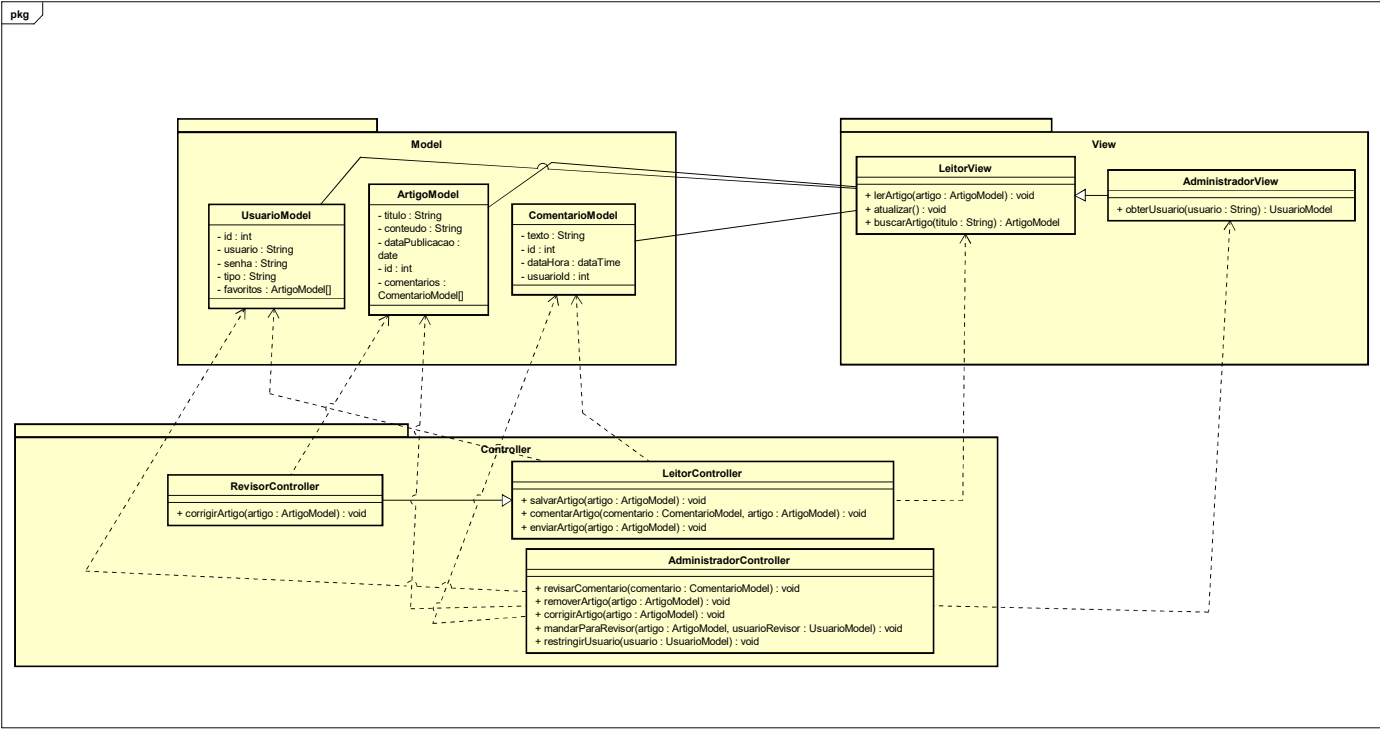 pkg
Model
UsuarioModel
- id : int
- usuario : String
- senha : String
- tipo : String
- favoritos : ArtigoModel[]
ArtigoModel
- titulo : String
- conteudo : String
- dataPublicacao :
date
- id : int
- comentarios :
ComentarioModel[]
ComentarioModel
- texto : String
- id : int
- dataHora : dataTime
- usuarioId : int
View
LeitorView
+ lerArtigo(artigo : ArtigoModel) : void
+ atualizar() : void
+ buscarArtigo(titulo : String) : ArtigoModel
AdministradorView
+ obterUsuario(usuario : String) : UsuarioModel
Controller
RevisorController
+ corrigirArtigo(artigo : ArtigoModel) : void
LeitorController
+ salvarArtigo(artigo : ArtigoModel) : void
+ comentarArtigo(comentario : ComentarioModel, artigo : ArtigoModel) : void
+ enviarArtigo(artigo : ArtigoModel) : void
AdministradorController
+ revisarComentario(comentario : ComentarioModel) : void
+ removerArtigo(artigo : ArtigoModel) : void
+ corrigirArtigo(artigo : ArtigoModel) : void
+ mandarParaRevisor(artigo : ArtigoModel, usuarioRevisor : UsuarioModel) : void
+ restringirUsuario(usuario : UsuarioModel) : void